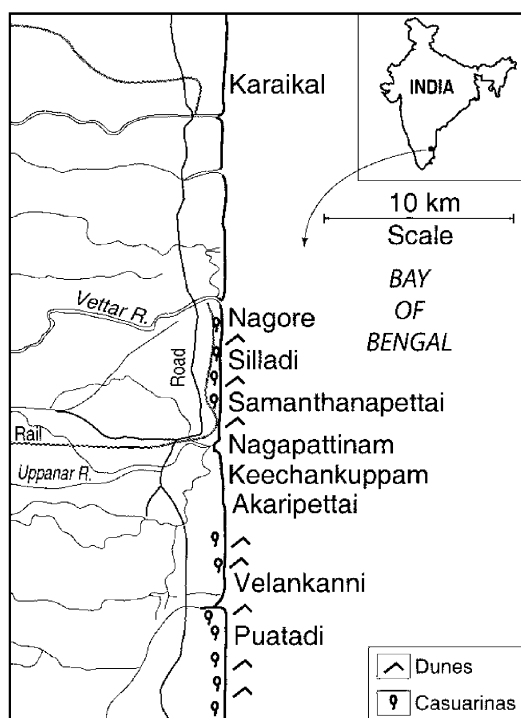 Karaikal
INDIA
10 km
Scale
BAY
OF
BENGAL
Vettar R.
Nagore
Silladi
Road
Samanthanapettai
Rail
Nagapattinam
Uppanar R.
Keechankuppam
Akaripettai
Velankanni
Puatadi
Dunes
Casuarinas